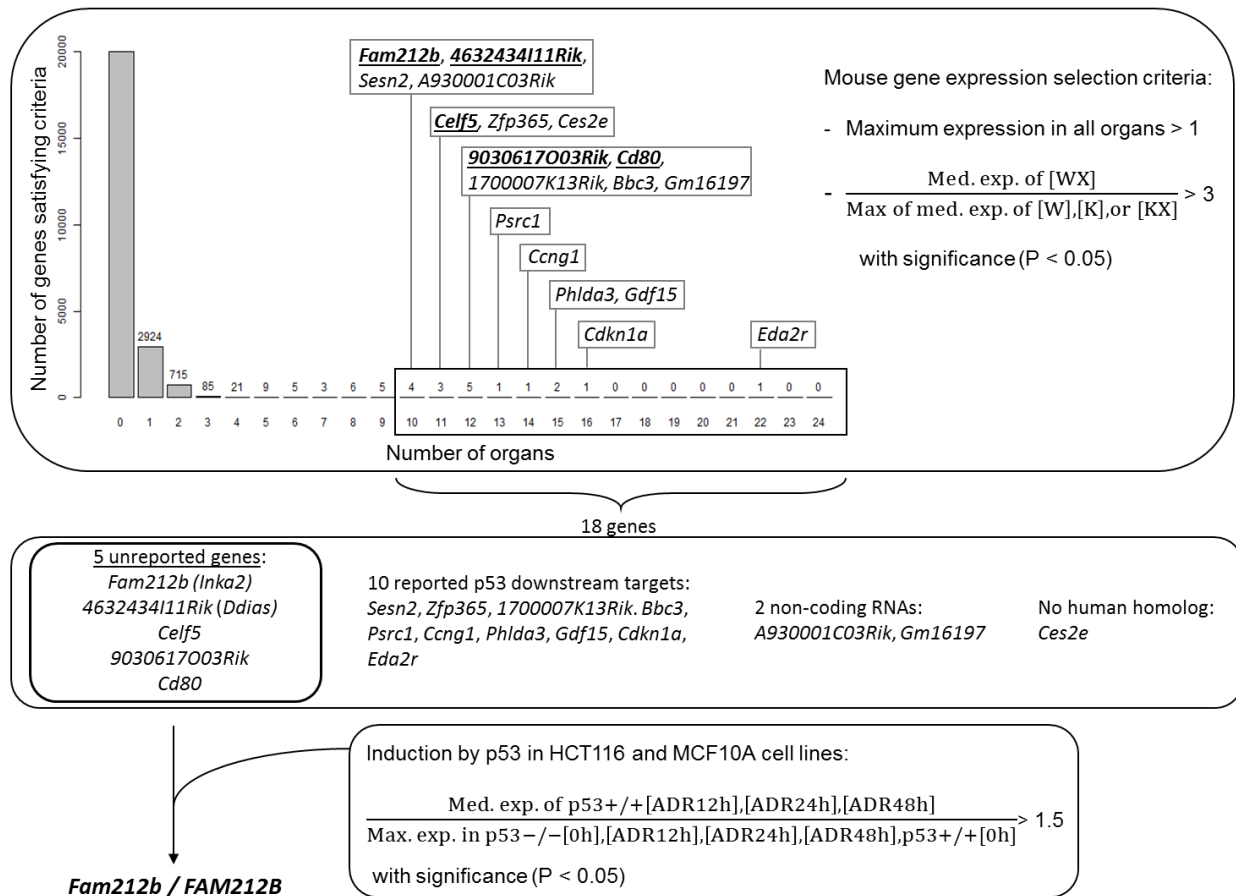 Number of genes satisfying criteria
20000
15000
10000
5000
0
2924
715
85
21
9
5
3
6
5
4
3
5
1
1
2
1
0
0
0
0
0
1
0
0
0
1
2
3
4
5
6
7
8
9
10
11
12
13
14
15
16
17
18
19
20
21
22
23
24
Number of organs
Fam212b, 4632434I11Rik,
Sesn2, A930001C03Rik
Celf5, Zfp365, Ces2e
9030617O03Rik, Cd80,
1700007K13Rik, Bbc3, Gm16197
Psrc1
Ccng1
Phlda3, Gdf15
Cdkn1a
Eda2r
Mouse gene expression selection criteria:
- Maximum expression in all organs > 1
- Med. exp. of [WX]
Max of med. exp. of [W],[K],or [KX]
> 3
with significance (P < 0.05)
18 genes
5 unreported genes:
Fam212b (Inka2)
4632434I11Rik (Ddias)
Celf5
9030617O03Rik
Cd80
10 reported p53 downstream targets:
Sesn2, Zfp365, 1700007K13Rik. Bbc3,
Psrc1, Ccng1, Phlda3, Gdf15, Cdkn1a,
Eda2r
2 non-coding RNAs:
A930001C03Rik, Gm16197
No human homolog:
Ces2e
Induction by p53 in HCT116 and MCF10A cell lines:
Med. exp. of p53+/+[ADR12h],[ADR24h],[ADR48h]
Max. exp. in p53−/−[0h],[ADR12h],[ADR24h],[ADR48h],p53+/+[0h]
> 1.5
with significance (P < 0.05)
Fam212b / FAM212B